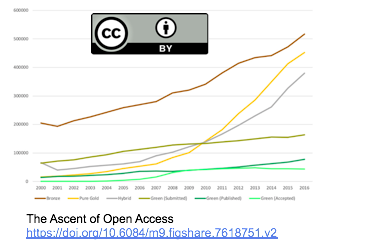 600000
cc BY
500000
400000
300000
200000
100000
0
2000 2001 2002 2003 2004 2005 2006 2007 2008 2009 2010 2011 2012 2013 2014 2015 2016
Bronze Pure Gold Hybrid Green (Submitted) Green (Published) Green (Accepted)
The Ascent of Open Access
https://doi.org/10.6084/m9.figshare.7618751.v2